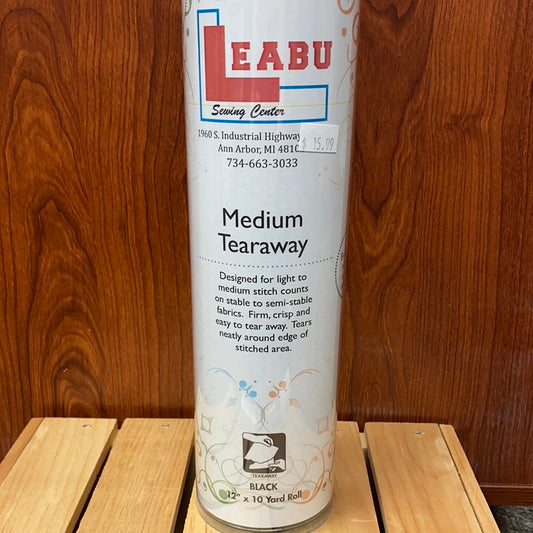 LEABU
Sewing Center
1960 S. Industrial Highway
Ann Arbor, MI 4810
$ 15.99
734-663-3033
Medium
Tearaway
Designed for light to
medium stitch counts
on stable to semi-stable
fabrics. Firm, crisp and
easy to tear away. Tears
neatly around edge of
stitched area.
TEARAWAY
BLACK
12" x 10 Yard Roll